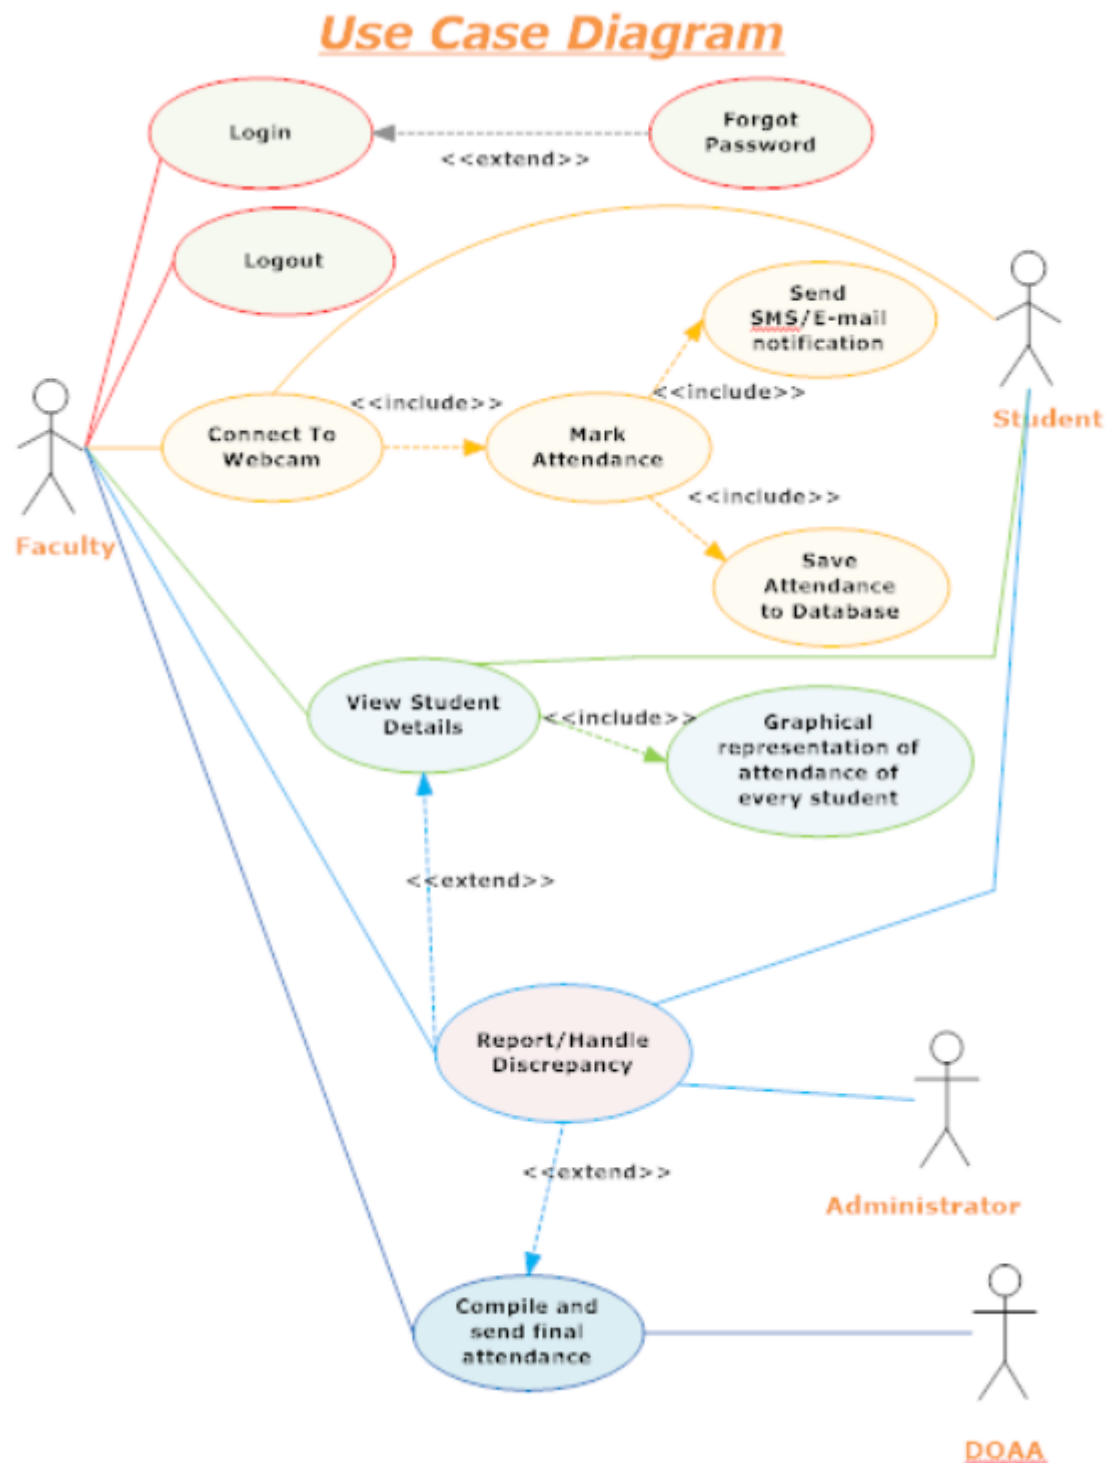 Use Case Diagram
Login
<<extend>>
Forgot
Password
Logout
Send
SMS/E-mail
notification
Student
<<include>>
<<include>>
Connect To
Webcam
Mark
Attendance
<<include>>
Faculty
Save
Attendance
to Database
View Student
Details
<<include>>
Graphical
representation of
attendance of
every student
<<extend>>
Report/Handle
Discrepancy
<<extend>>
Administrator
Compile and
send final
attendance
DOAA